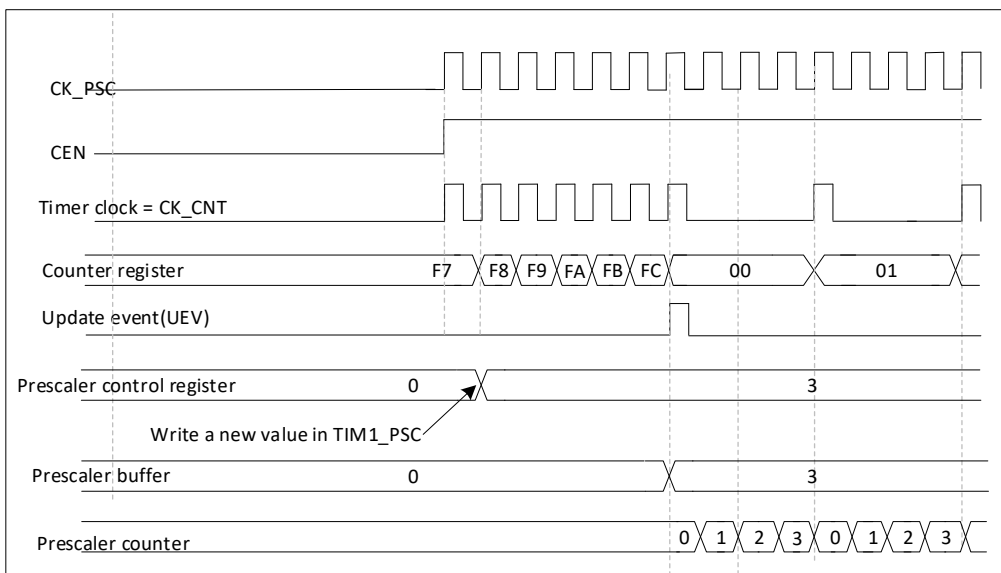 CK_PSC
CEN
Timer clock = CK_CNT
Counter register F7 F8 F9 FA FB FC 00 01
Update event(UEV)
Prescaler control register 0 3
Write a new value in TIM1_PSC
Prescaler buffer 0 3
Prescaler counter 0 1 2 3 0 1 2 3